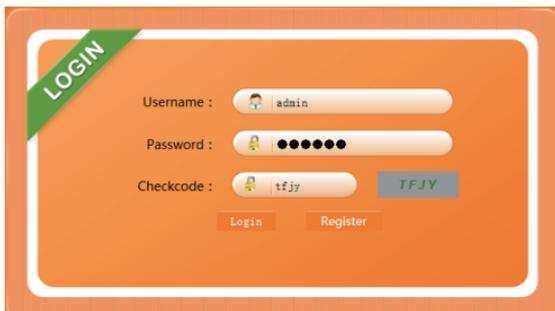 LOGIN
Username : admin
Password : ●●●●●●
Checkcode : tfjy TFJY
Login Register